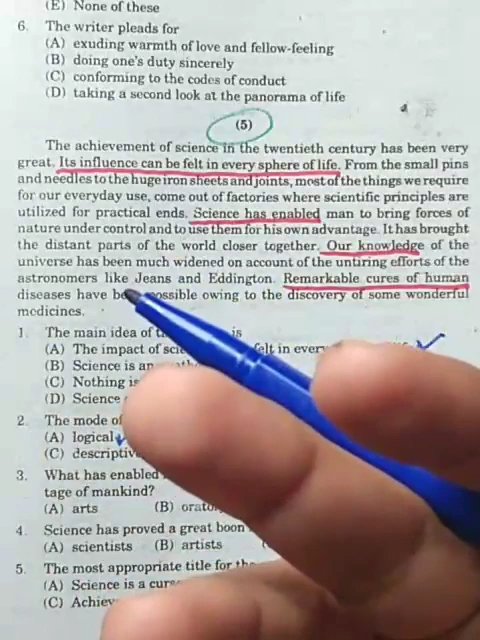 (E) None of these
6. The writer pleads for
(A) exuding warmth of love and fellow-feeling
(B) doing one's duty sincerely
(C) conforming to the codes of conduct
(D) taking a second look at the panorama of life
(5)
The achievement of science in the twentieth century has been very
great. Its influence can be felt in every sphere of life. From the small pins
and needles to the huge iron sheets and joints, most of the things we require
for our everyday use, come out of factories where scientific principles are
utilized for practical ends. Science has enabled man to bring forces of
nature under control and to use them for his own advantage. It has brought
the distant parts of the world closer together. Our knowledge of the
universe has been much widened on account of the untiring efforts of the
astronomers like Jeans and Eddington. Remarkable cures of human
diseases have possible owing to the discovery of some wonderful
medicines.
1. The main idea of is
(A) The impact of felt in
(B) Science is
(C) Nothing is
(D) Science
2. The mode of
(A) logical
(C)
3. What has enabled
tage of mankind?
(A) arts (B)
4. Science has proved a great boon
(A) scientists (B) artists
5. The most appropriate title for
(A) Science is a
(C)